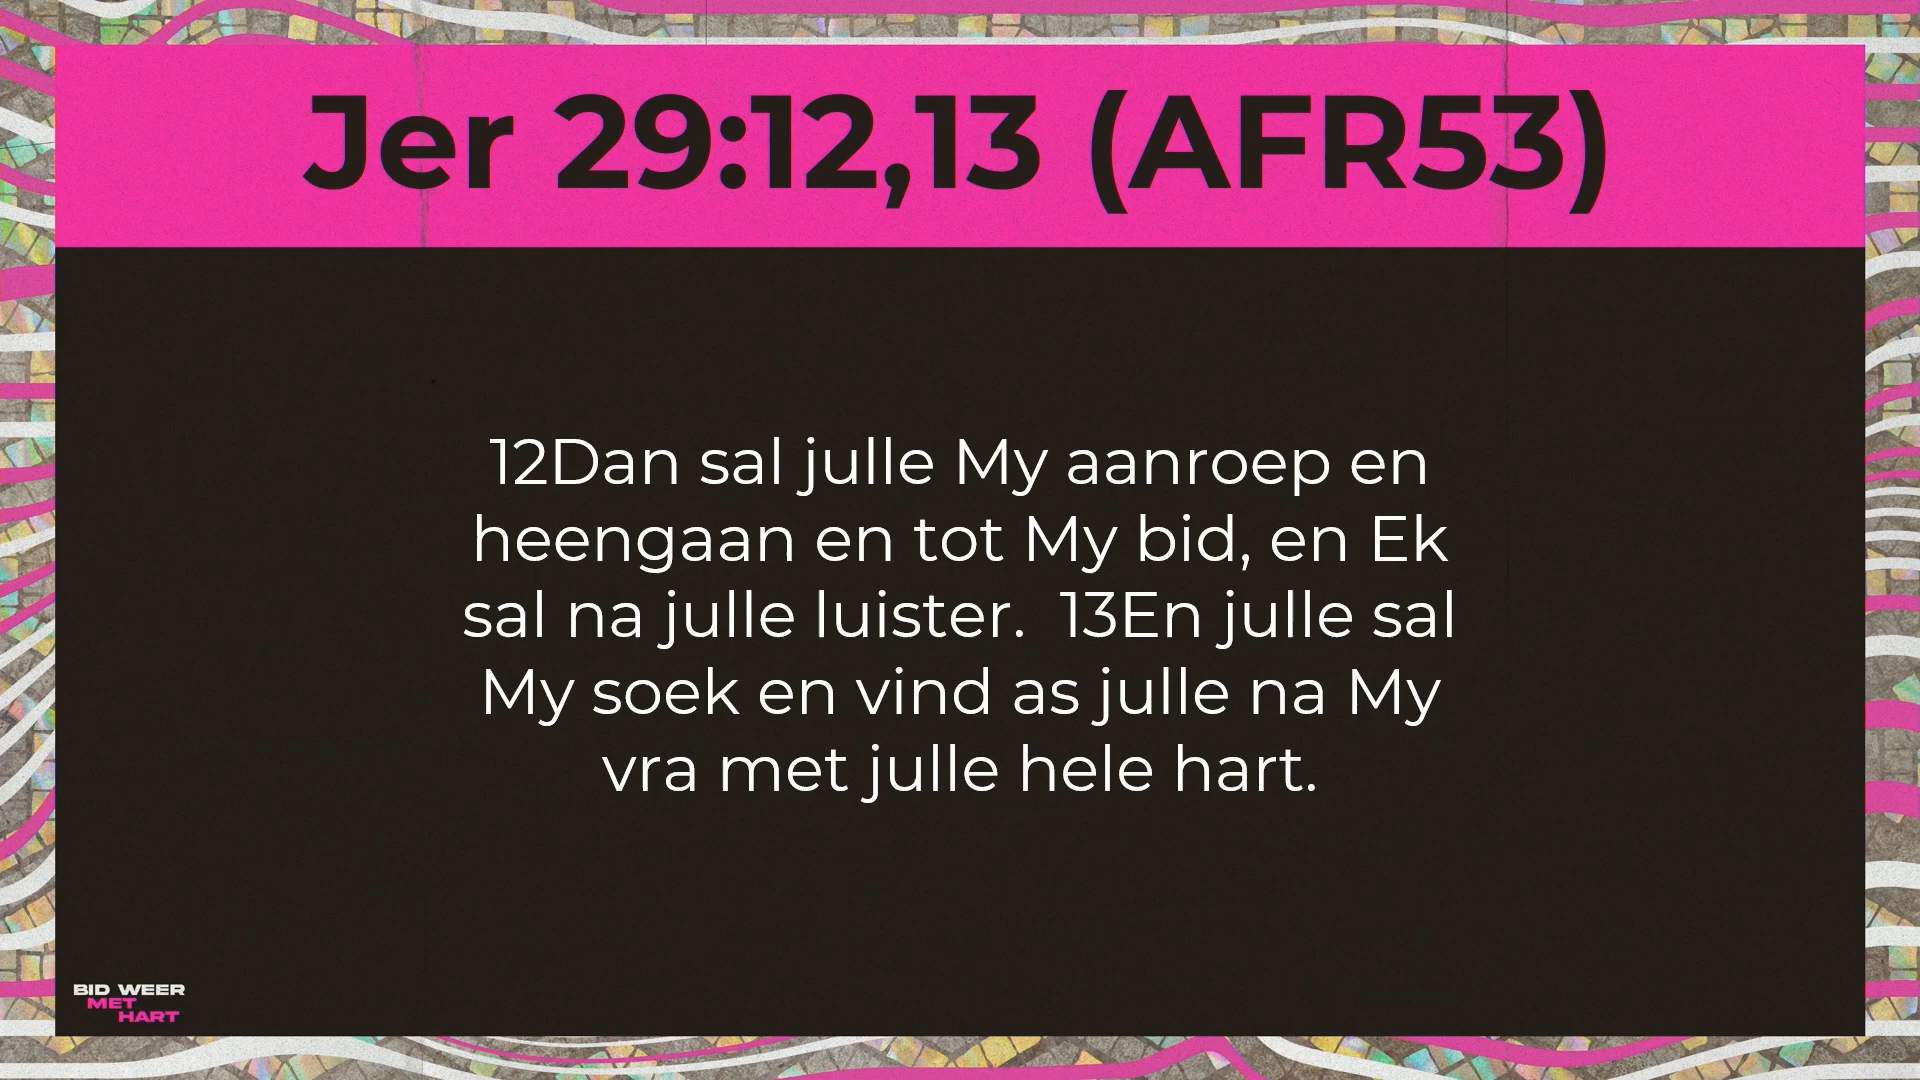 Jer 29:12,13 (AFR53)
12Dan sal julle My aanroep en
heengaan en tot My bid, en Ek
sal na julle luister.  13En julle sal
My soek en vind as julle na My
vra met julle hele hart.
BID WEER
MET
HART